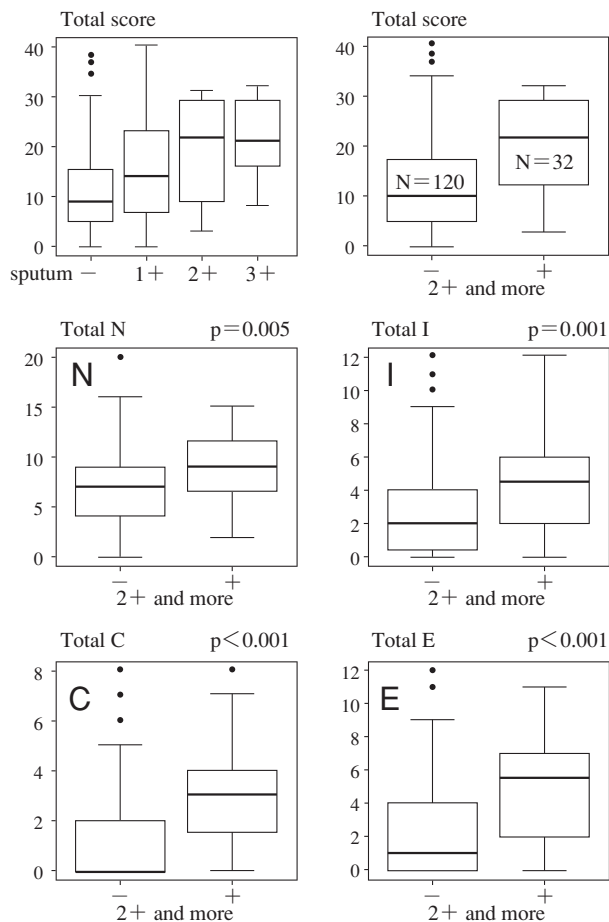 Total score
40
30
20
10
0
sputum − 1+ 2+ 3+
Total score
40
30
20
10
0
N=120 N=32
− +
2+ and more
Total N p=0.005
N
20
15
10
5
0
− +
2+ and more
Total I p=0.001
I
12
10
8
6
4
2
0
− +
2+ and more
Total C p<0.001
C
8
6
4
2
0
− +
2+ and more
Total E p<0.001
E
12
10
8
6
4
2
0
− +
2+ and more